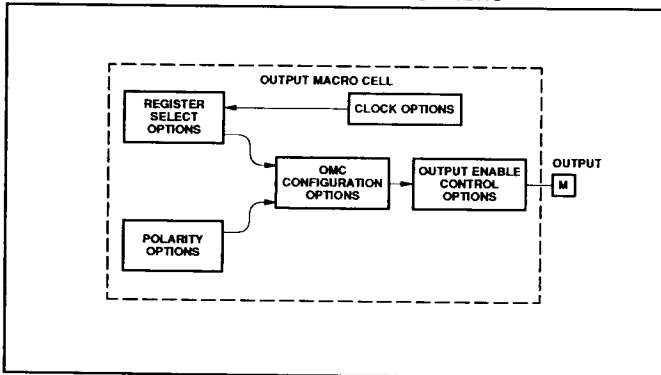 OUTPUT MACRO CELL
REGISTER
SELECT
OPTIONS
CLOCK OPTIONS
OMC
CONFIGURATION
OPTIONS
OUTPUT ENABLE
CONTROL
OPTIONS
OUTPUT
M
POLARITY
OPTIONS